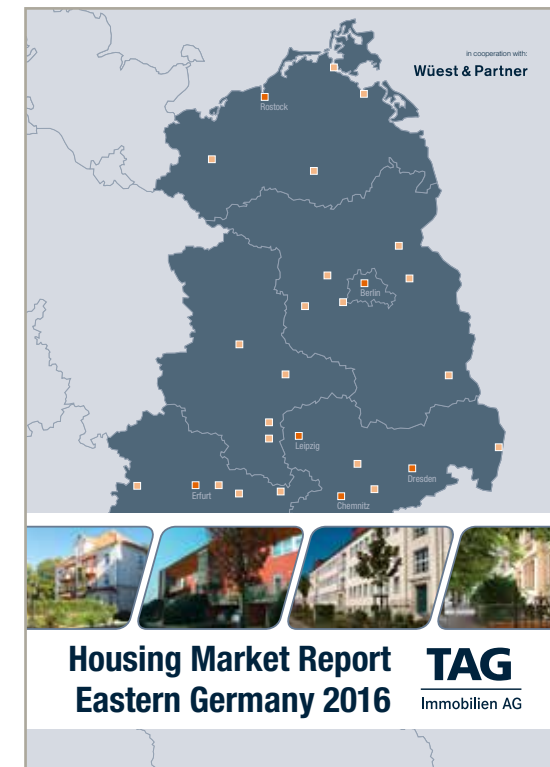 in cooperation with:
Wüest & Partner
Rostock
Berlin
Leipzig
Dresden
Erfurt
Chemnitz
Housing Market Report
Eastern Germany 2016
TAG
Immobilien AG